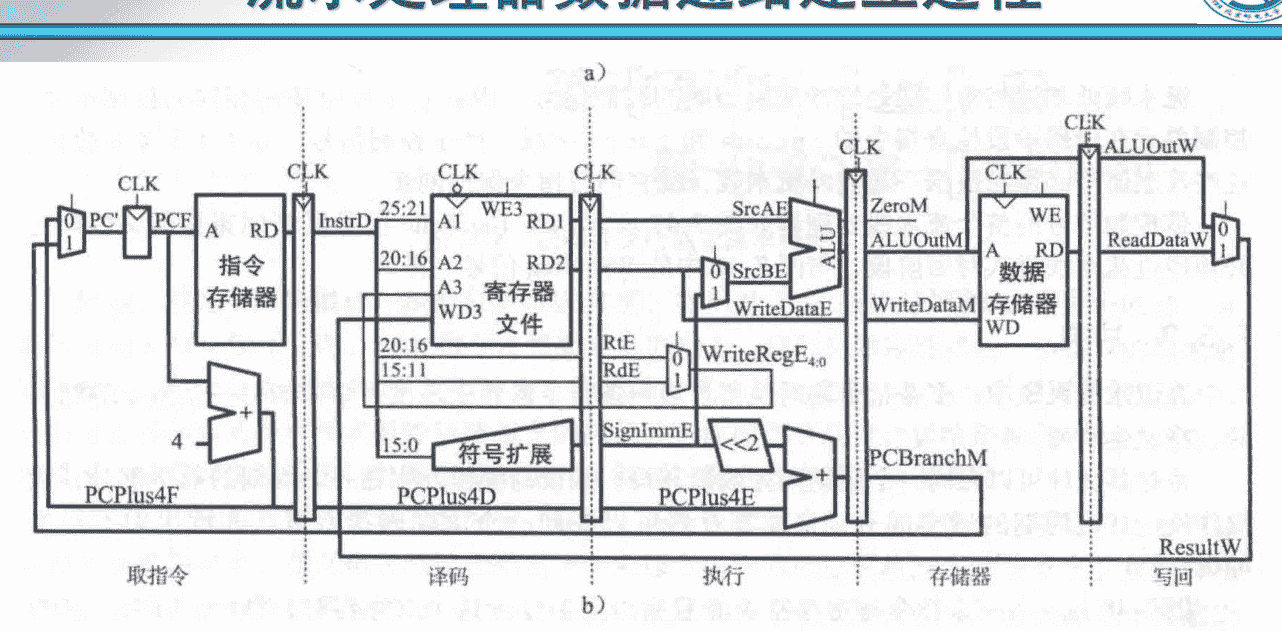 流水处理器数据通路建立过程
a）
CLK
CLK
ALUOutW
CLK
CLK
CLK
CLK
CLK
CLK
0
1
PC'
PCF
A
RD
指令
存储器
InstrD
25:21
A1
WE3
RD1
20:16
A2
RD2
A3
WD3
寄存器
文件
SrcAE
ALU
ZeroM
ALUOutM
0
1
SrcBE
WriteDataE
WriteDataM
WE
A
RD
数据
存储器
WD
ReadDataW
0
1
20:16
15:11
RtE
RdE
0
1
WriteRegE4:0
4
+
15:0
符号扩展
SignImmE
<<2
+
PCBranchM
PCPlus4F
PCPlus4D
PCPlus4E
ResultW
取指令
译码
执行
存储器
写回
b）